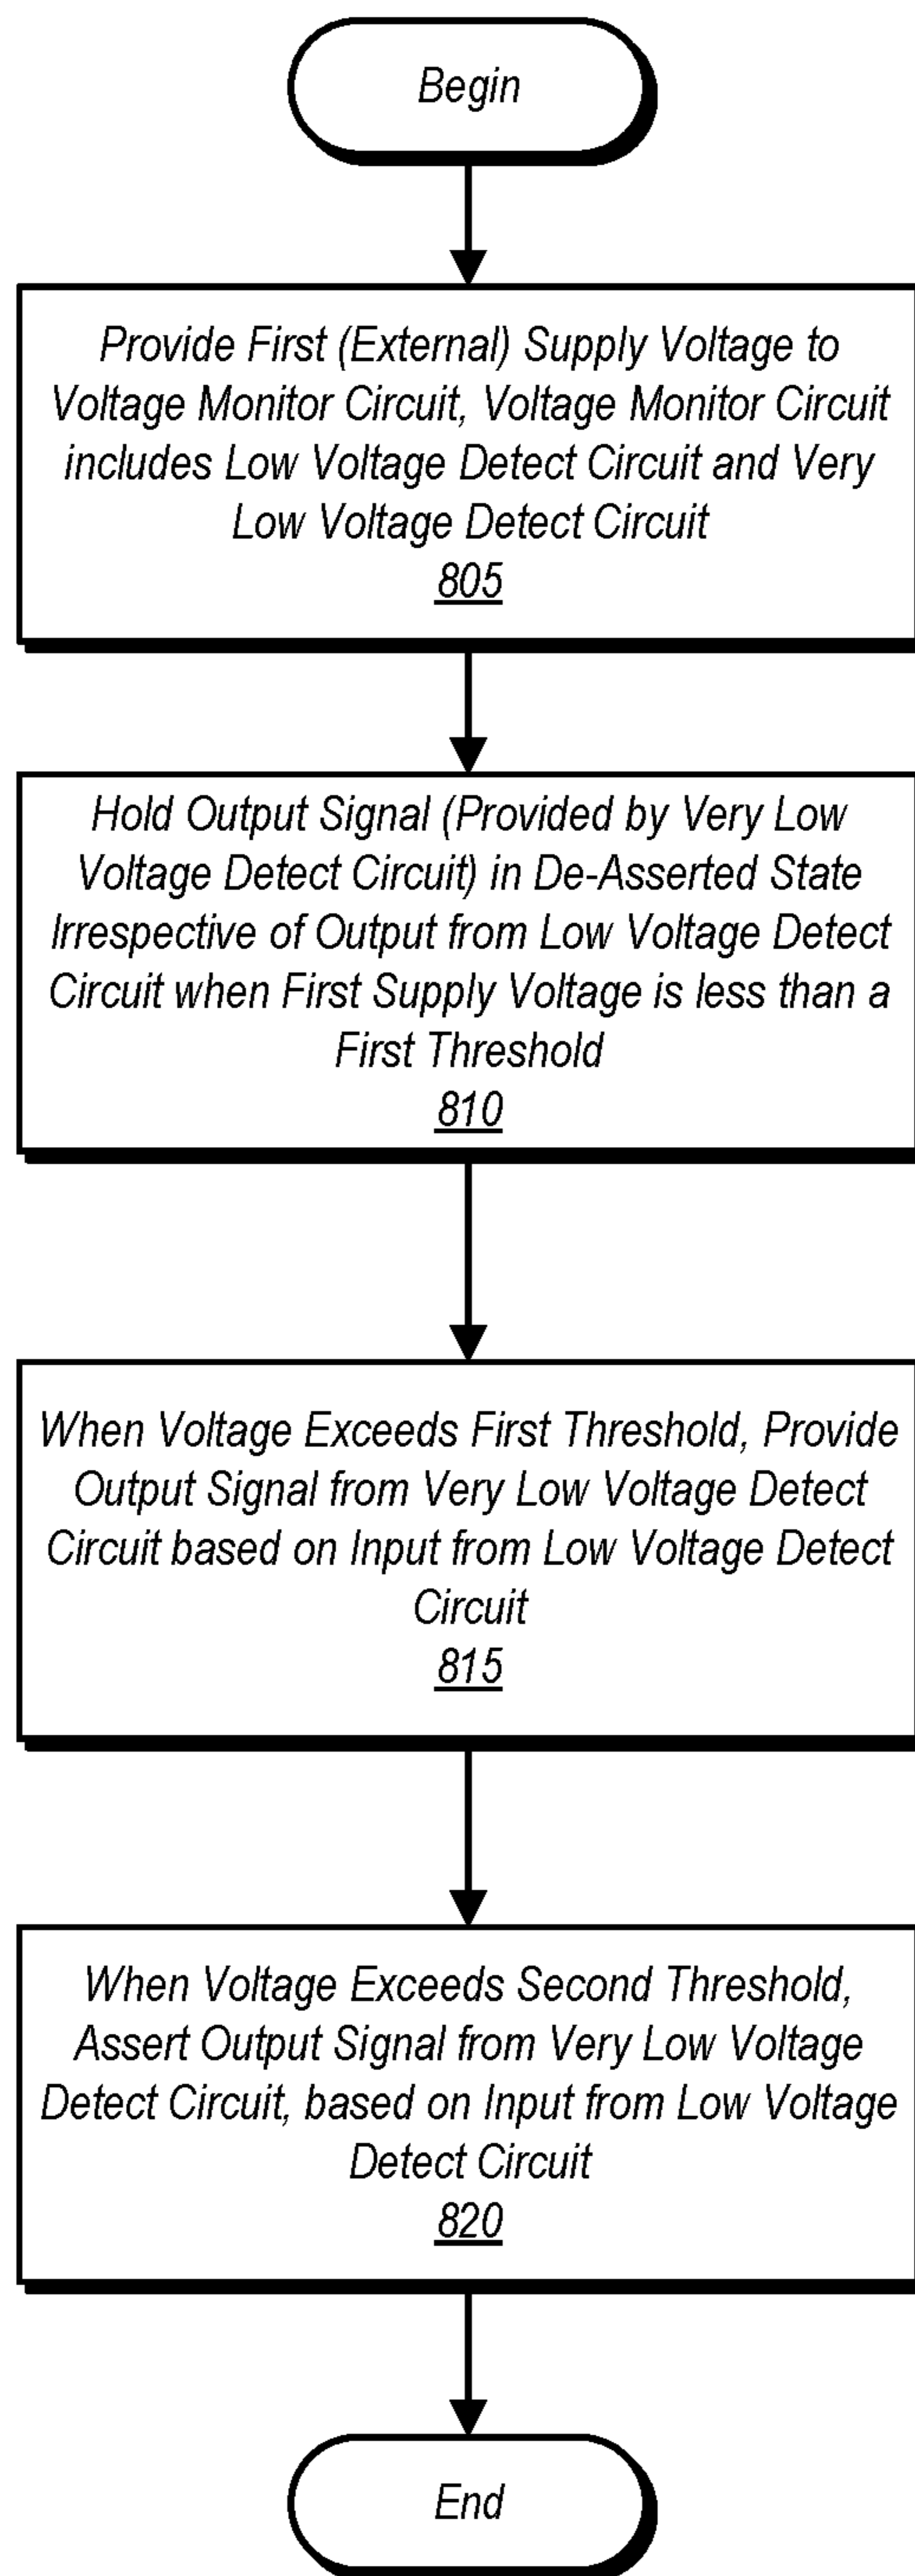 Begin
Provide First (External) Supply Voltage to
Voltage Monitor Circuit, Voltage Monitor Circuit
includes Low Voltage Detect Circuit and Very
Low Voltage Detect Circuit
805
Hold Output Signal (Provided by Very Low
Voltage Detect Circuit) in De-Asserted State
Irrespective of Output from Low Voltage Detect
Circuit when First Supply Voltage is less than a
First Threshold
810
When Voltage Exceeds First Threshold, Provide
Output Signal from Very Low Voltage Detect
Circuit based on Input from Low Voltage Detect
Circuit
815
When Voltage Exceeds Second Threshold,
Assert Output Signal from Very Low Voltage
Detect Circuit, based on Input from Low Voltage
Detect Circuit
820
End